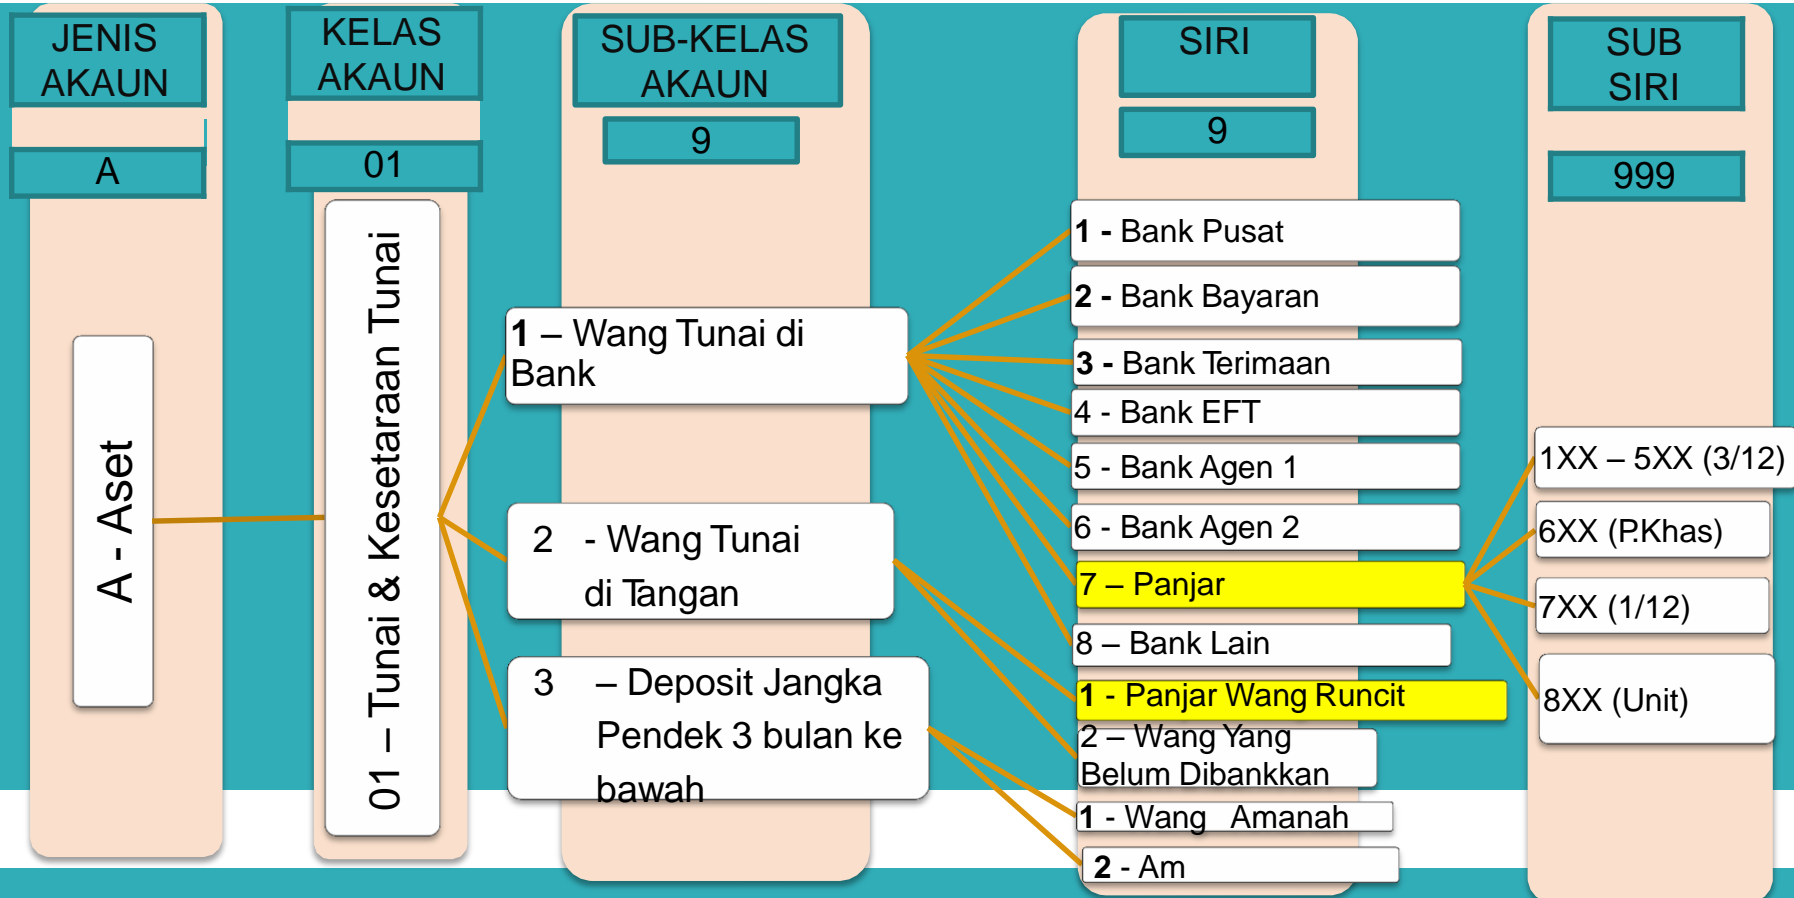 JENIS
AKAUN
A
A - Aset
KELAS
AKAUN
01
01 – Tunai & Kesetaraan Tunai
SUB-KELAS
AKAUN
9
1 – Wang Tunai di
Bank
2 - Wang Tunai
di Tangan
3 – Deposit Jangka
Pendek 3 bulan ke
bawah
SIRI
9
1 - Bank Pusat
2 - Bank Bayaran
3 - Bank Terimaan
4 - Bank EFT
5 - Bank Agen 1
6 - Bank Agen 2
7 – Panjar
8 – Bank Lain
1 - Panjar Wang Runcit
2 – Wang Yang
Belum Dibankkan
1 - Wang Amanah
2 - Am
SUB
SIRI
999
1XX – 5XX (3/12)
6XX (P.Khas)
7XX (1/12)
8XX (Unit)